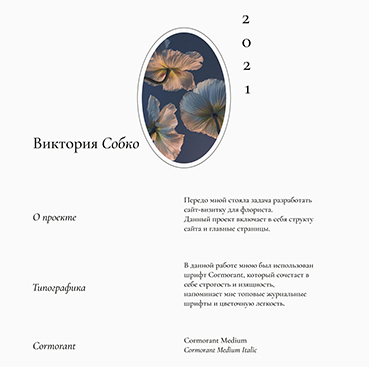 2
0
2
1
Виктория Собко
О проекте
Передо мной стояла задача разработать
сайт-визитку для флориста.
Данный проект включает в себя структу
сайта и главные страницы.
Типографика
В данной работе мною был использован
шрифт Cormorant, который сочетает в
себе строгость и изящность,
напоминает мне топовые журнальные
шрифты и цветочную легкость.
Cormorant
Cormorant Medium
Cormorant Medium Italic